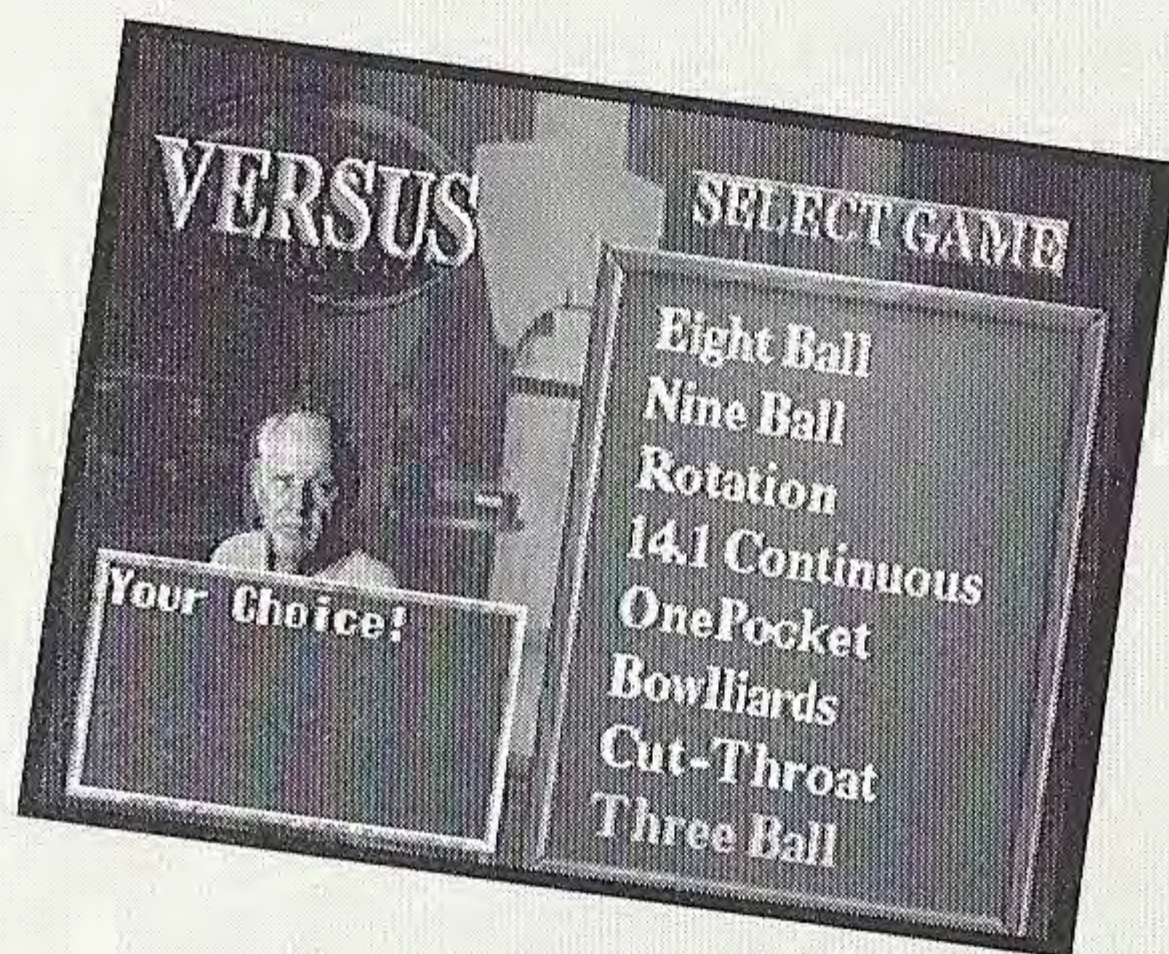 VERSUS
SELECT GAME
Eight Ball
Nine Ball
Rotation
14.1 Continuous
OnePocket
Bowlliards
Cut-Throat
Three Ball
Your Choice!